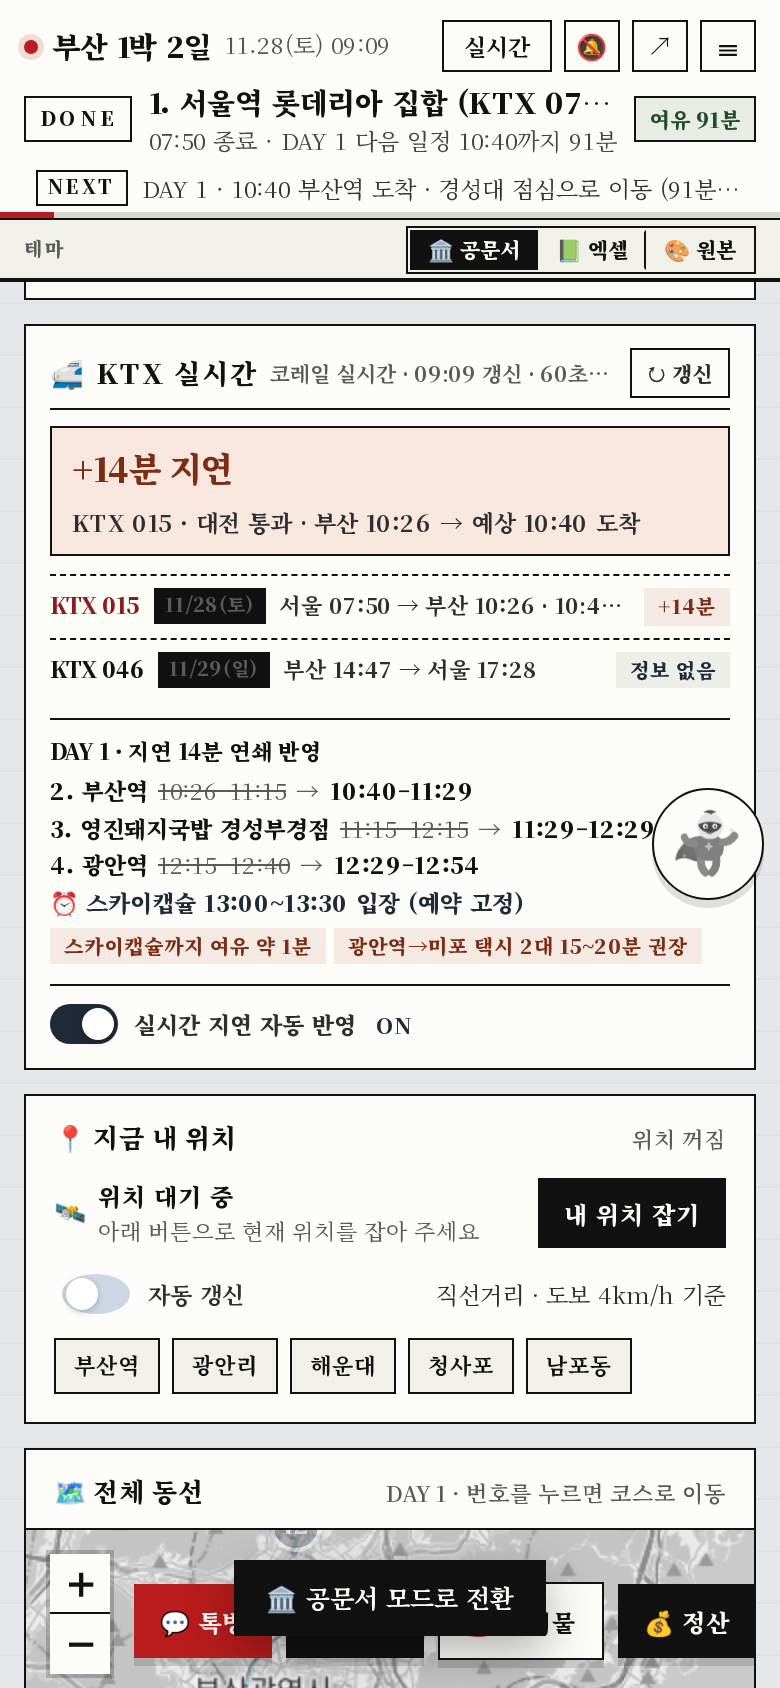 부산 1박 2일 11.28(토) 09:09 실시간 ↗ ≡
DONE 1. 서울역 롯데리아 집합 (KTX 07… 여유 91분
07:50 종료 · DAY 1 다음 일정 10:40까지 91분
NEXT DAY 1 · 10:40 부산역 도착 · 경성대 점심으로 이동 (91분…
테마 🏛️ 공문서 📗 엑셀 🎨 원본
🚅 KTX 실시간 코레일 실시간 · 09:09 갱신 · 60초… ↻ 갱신
+14분 지연
KTX 015 · 대전 통과 · 부산 10:26 → 예상 10:40 도착
KTX 015 11/28(토) 서울 07:50 → 부산 10:26 · 10:4… +14분
KTX 046 11/29(일) 부산 14:47 → 서울 17:28 정보 없음
DAY 1 · 지연 14분 연쇄 반영
2. 부산역 10:26–11:15 → 10:40–11:29
3. 영진돼지국밥 경성부경점 11:15–12:15 → 11:29–12:29
4. 광안역 12:15–12:40 → 12:29–12:54
⏰ 스카이캡슐 13:00~13:30 입장 (예약 고정)
스카이캡슐까지 여유 약 1분 광안역→미포 택시 2대 15~20분 권장
실시간 지연 자동 반영 ON
📍 지금 내 위치 위치 꺼짐
🛰️ 위치 대기 중 내 위치 잡기
아래 버튼으로 현재 위치를 잡아 주세요
자동 갱신 직선거리 · 도보 4km/h 기준
부산역 광안리 해운대 청사포 남포동
🗺️ 전체 동선 DAY 1 · 번호를 누르면 코스로 이동
+
🏛️ 공문서 모드로 전환
💬 톡 물 💰 정산
−